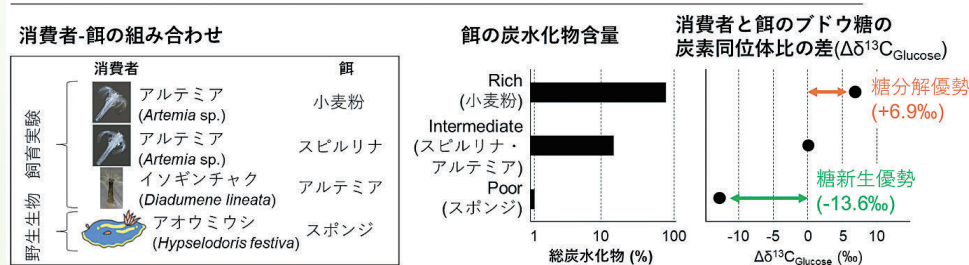 消費者-餌の組み合わせ
消費者 餌
飼育実験
アルテミア
(Artemia sp.)
小麦粉
アルテミア
(Artemia sp.)
スピルリナ
イソギンチャク
(Diadumene lineata)
アルテミア
野生生物
アオウミウシ
(Hypselodoris festiva)
スポンジ
餌の炭水化物含量
Rich
(小麦粉)
Intermediate
(スピルリナ・
アルテミア)
Poor
(スポンジ)
1 10 100
総炭水化物 (%)
消費者と餌のブドウ糖の
炭素同位体比の差(Δδ¹³C_Glucose)
糖分解優勢
(+6.9‰)
糖新生優勢
(-13.6‰)
-10 -5 0 5 10
Δδ¹³C_Glucose (‰)